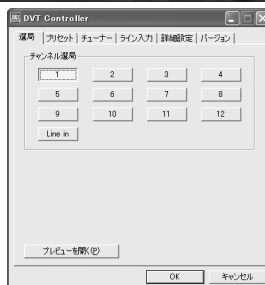 DVT Controller
選局 プリセット チューナー ライン入力 詳細設定 バージョン
チャンネル選局
1 2 3 4
5 6 7 8
9 10 11 12
Line in
プレビューを開く(P)
OK キャンセル